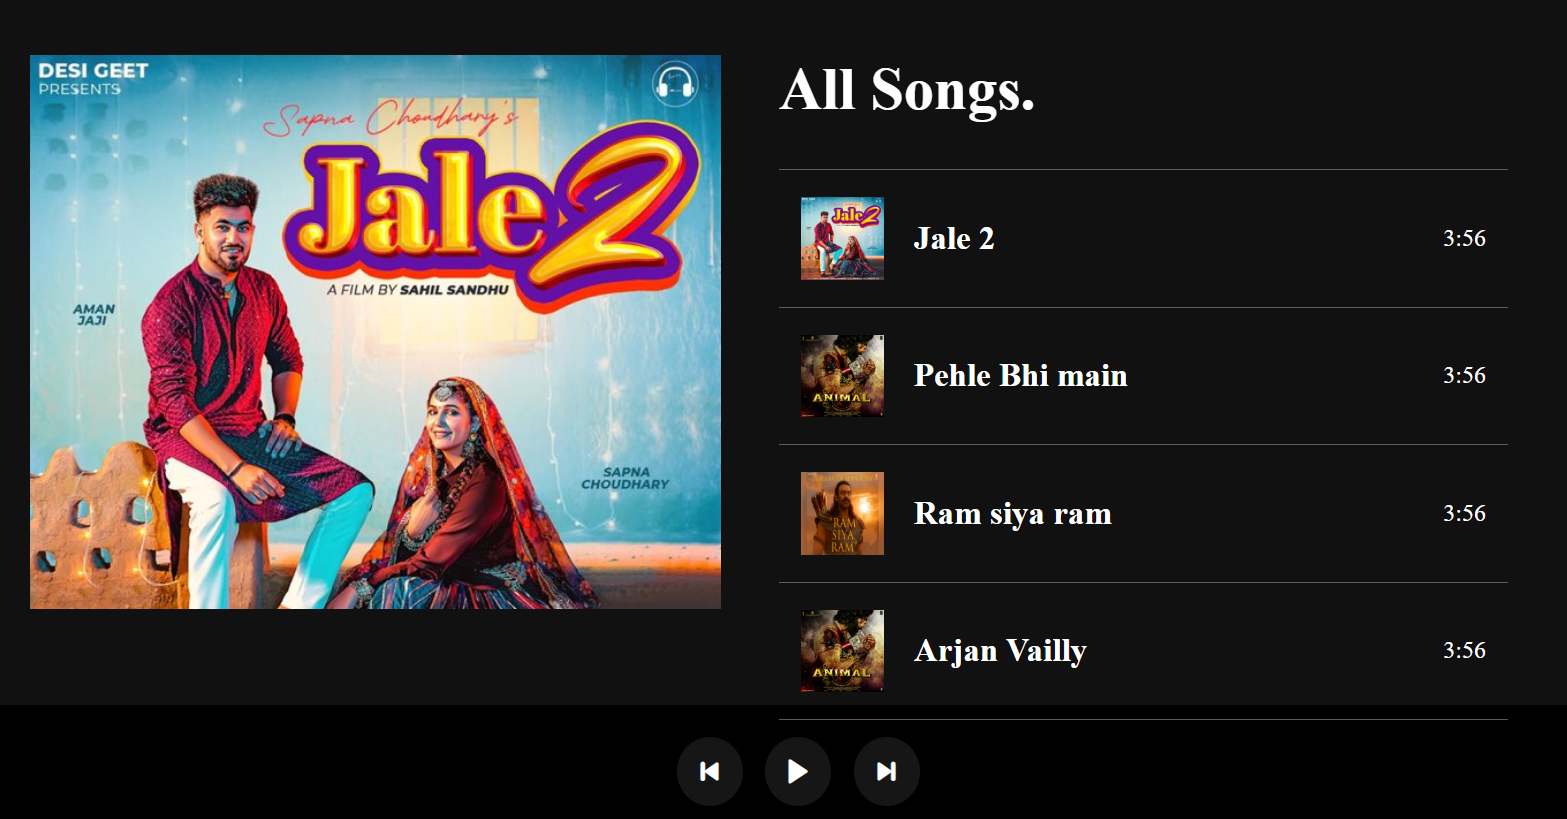 DESI GEET
PRESENTS
Sapna Choudhary's
Jale 2
A FILM BY SAHIL SANDHU
AMAN
JAJI
SAPNA
CHOUDHARY
All Songs.
Jale 2
Jale 2
3:56
ANIMAL
Pehle Bhi main
3:56
RAM
SIYA
RAM
Ram siya ram
3:56
ANIMAL
Arjan Vailly
3:56